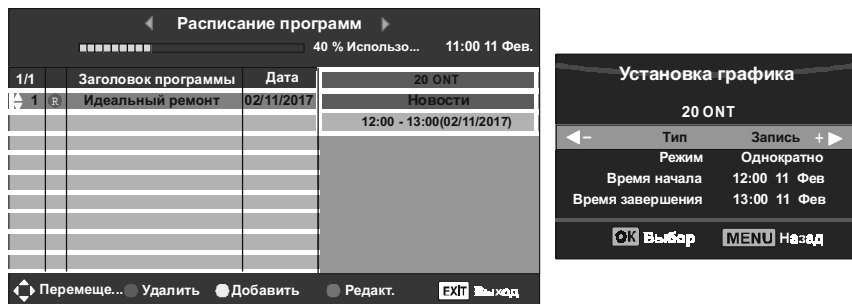 Расписание программ
40 % Использо... 11:00 11 Фев.
1/1 Заголовок программы Дата 20 ONT
1 R Идеальный ремонт 02/11/2017 Новости
12:00 - 13:00(02/11/2017)
Перемеще... Удалить Добавить Редакт. EXIT Выход
Установка графика
20 ONT
Тип Запись +
Режим Однократно
Время начала 12:00 11 Фев
Время завершения 13:00 11 Фев
OK Выбор MENU Назад